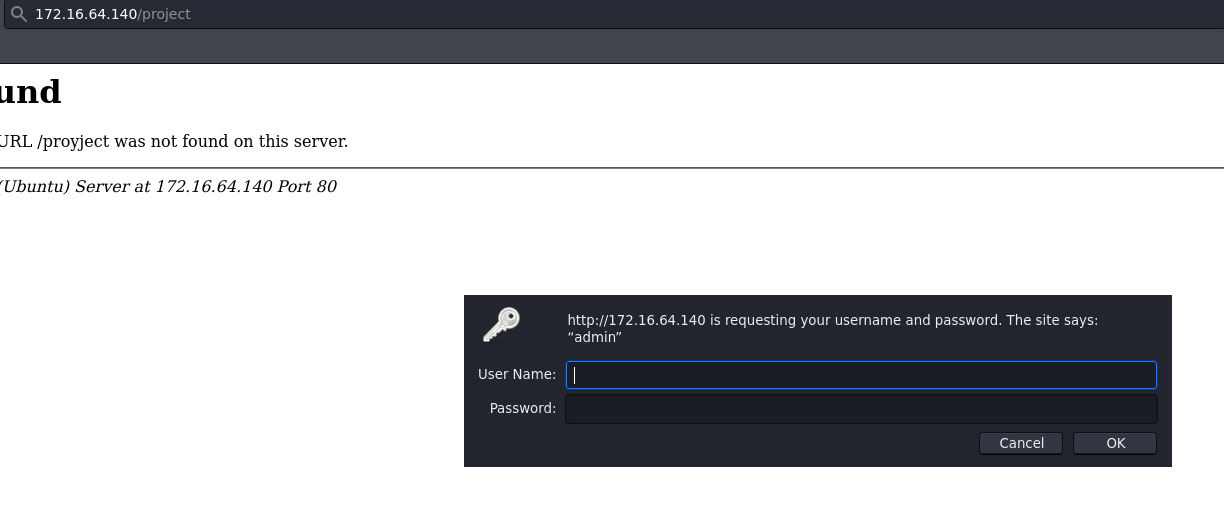 172.16.64.140/project
und
URL /proyject was not found on this server.
(Ubuntu) Server at 172.16.64.140 Port 80
http://172.16.64.140 is requesting your username and password. The site says:
“admin”
User Name:
Password:
Cancel OK